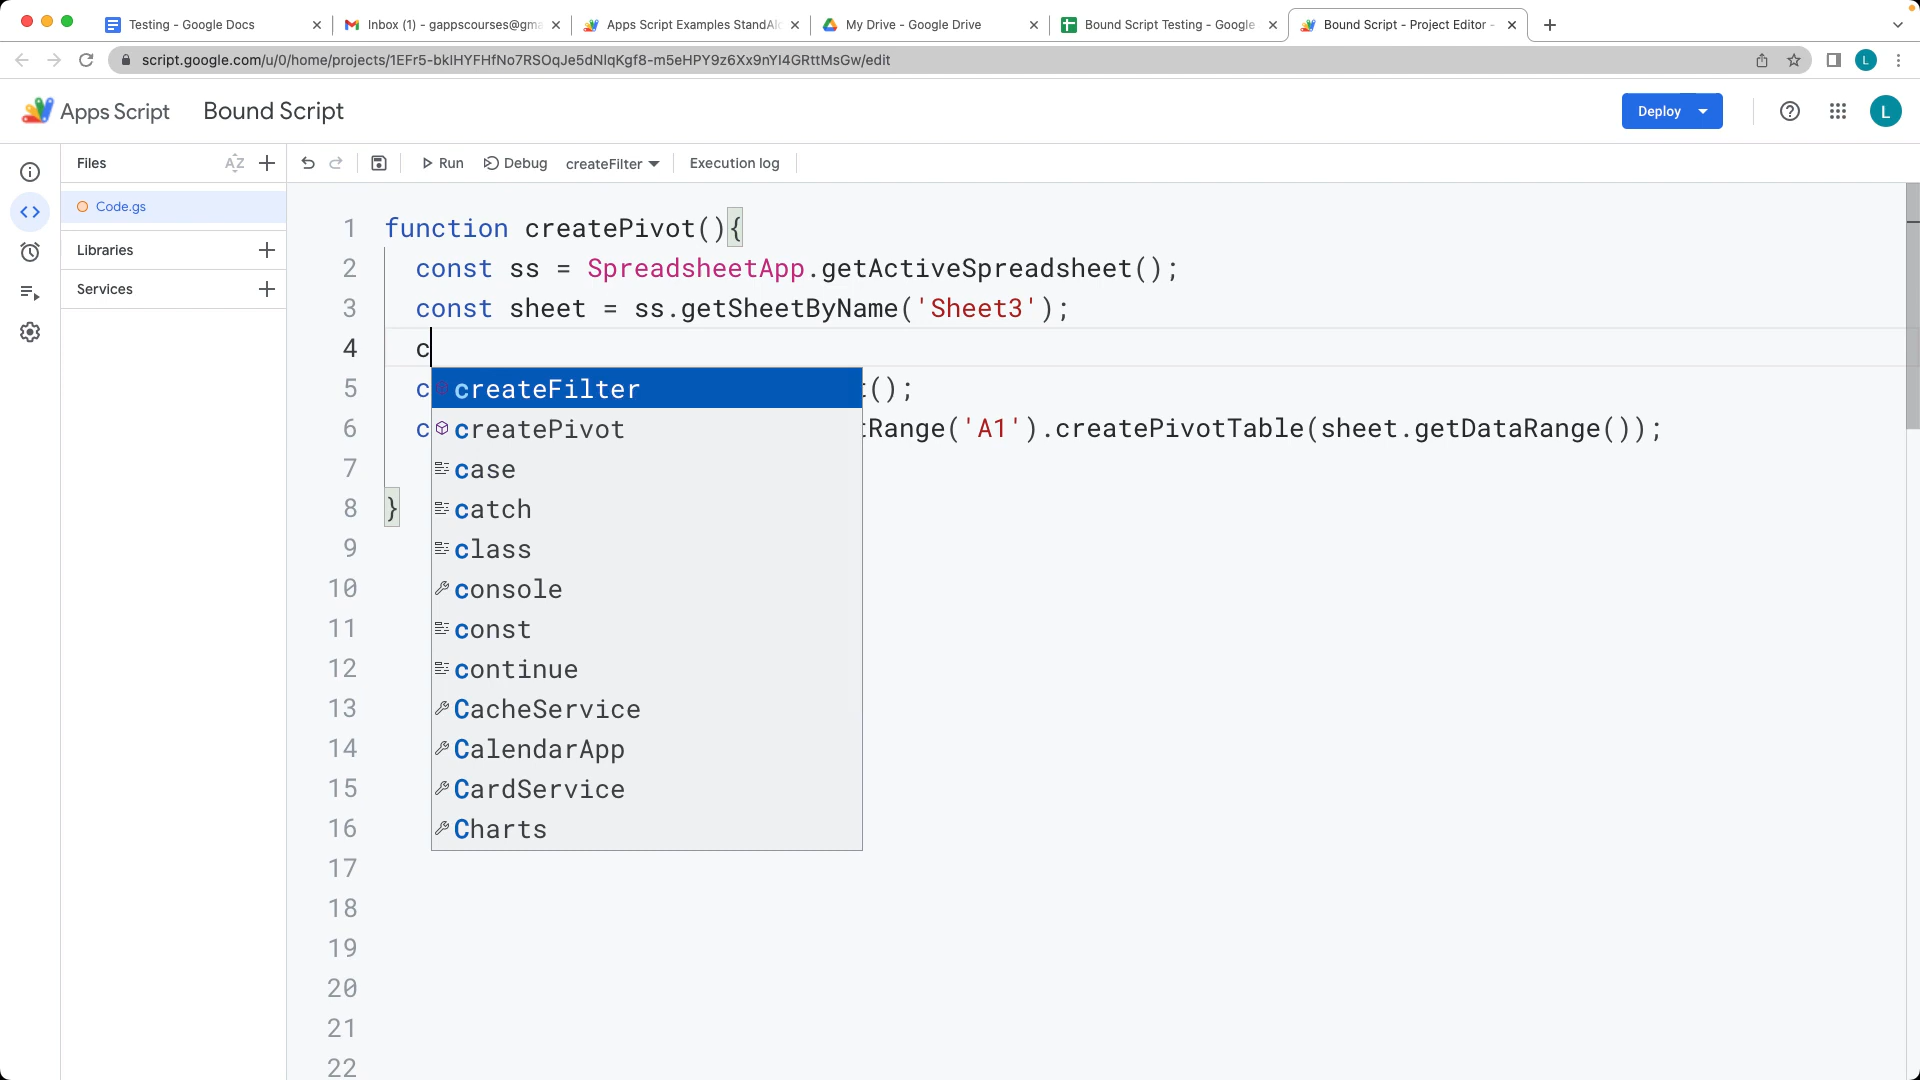 Testing - Google Docs
Inbox (1) - gappscourses@gma
Apps Script Examples StandAlo
My Drive - Google Drive
Bound Script Testing - Google
Bound Script - Project Editor -
script.google.com/u/0/home/projects/1EFr5-bkIHYFHfNo7RSOqJe5dNlqKgf8-m5eHPY9z6Xx9nYI4GRttMsGw/edit
L
Apps Script
Bound Script
Deploy
L
Files
AZ
Run
Debug
createFilter
Execution log
Code.gs
Libraries
Services
1 function createPivot(){
2 const ss = SpreadsheetApp.getActiveSpreadsheet();
3 const sheet = ss.getSheetByName('Sheet3');
4 c
5 c ();
6 c tRange('A1').createPivotTable(sheet.getDataRange());
7
8 }
9
10
11
12
13
14
15
16
17
18
19
20
21
22
createFilter
createPivot
case
catch
class
console
const
continue
CacheService
CalendarApp
CardService
Charts